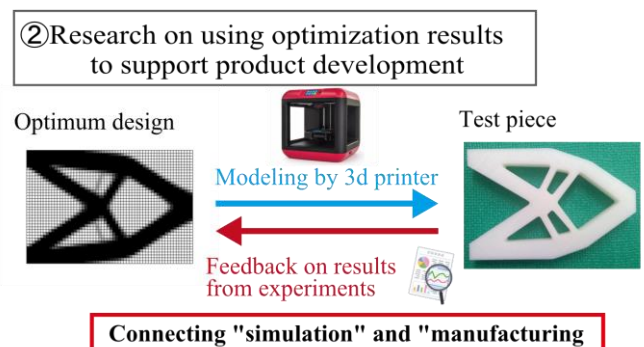 ②Research on using optimization results
to support product development
Optimum design
Test piece
Modeling by 3d printer
Feedback on results
from experiments
Connecting "simulation" and "manufacturing